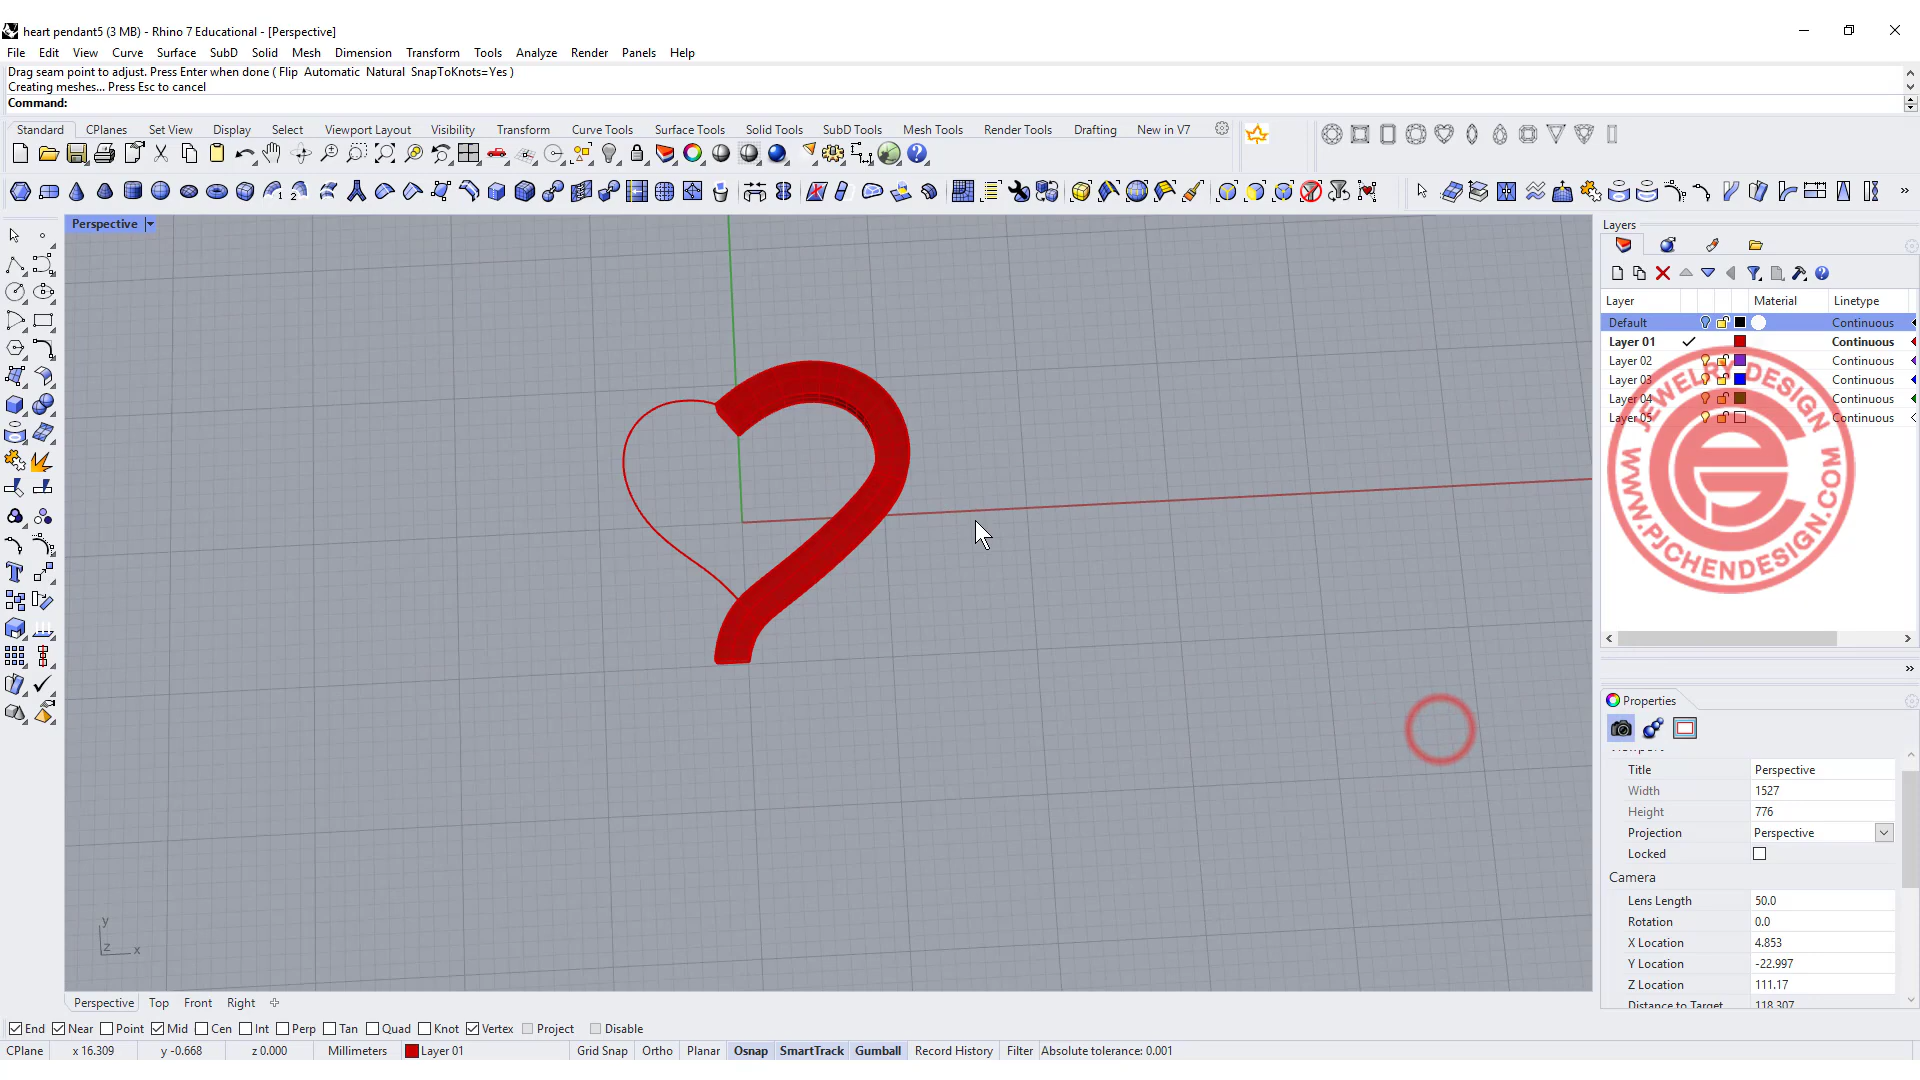 heart pendant5 (3 MB) - Rhino 7 Educational - [Perspective]
File Edit View Curve Surface SubD Solid Mesh Dimension Transform Tools Analyze Render Panels Help
Drag seam point to adjust. Press Enter when done ( Flip Automatic Natural SnapToKnots=Yes )
Creating meshes... Press Esc to cancel
Command:
Standard CPlanes Set View Display Select Viewport Layout Visibility Transform Curve Tools Surface Tools Solid Tools SubD Tools Mesh Tools Render Tools Drafting New in V7
Perspective
Layers
Layer Material Linetype
Default Continuous
Layer 01 Continuous
Layer 02 Continuous
Layer 03 Continuous
Layer 04 Continuous
Layer 05 Continuous
JEWELRY DESIGN
WWW.PJCHENDESIGN.COM
Properties
Viewport
Title Perspective
Width 1527
Height 776
Projection Perspective
Locked
Camera
Lens Length 50.0
Rotation 0.0
X Location 4.853
Y Location -22.997
Z Location 111.17
Distance to Target 118.307
y
z x
Perspective Top Front Right
End Near Point Mid Cen Int Perp Tan Quad Knot Vertex Project Disable
CPlane x 16.309 y -0.668 z 0.000 Millimeters Layer 01 Grid Snap Ortho Planar Osnap SmartTrack Gumball Record History Filter Absolute tolerance: 0.001